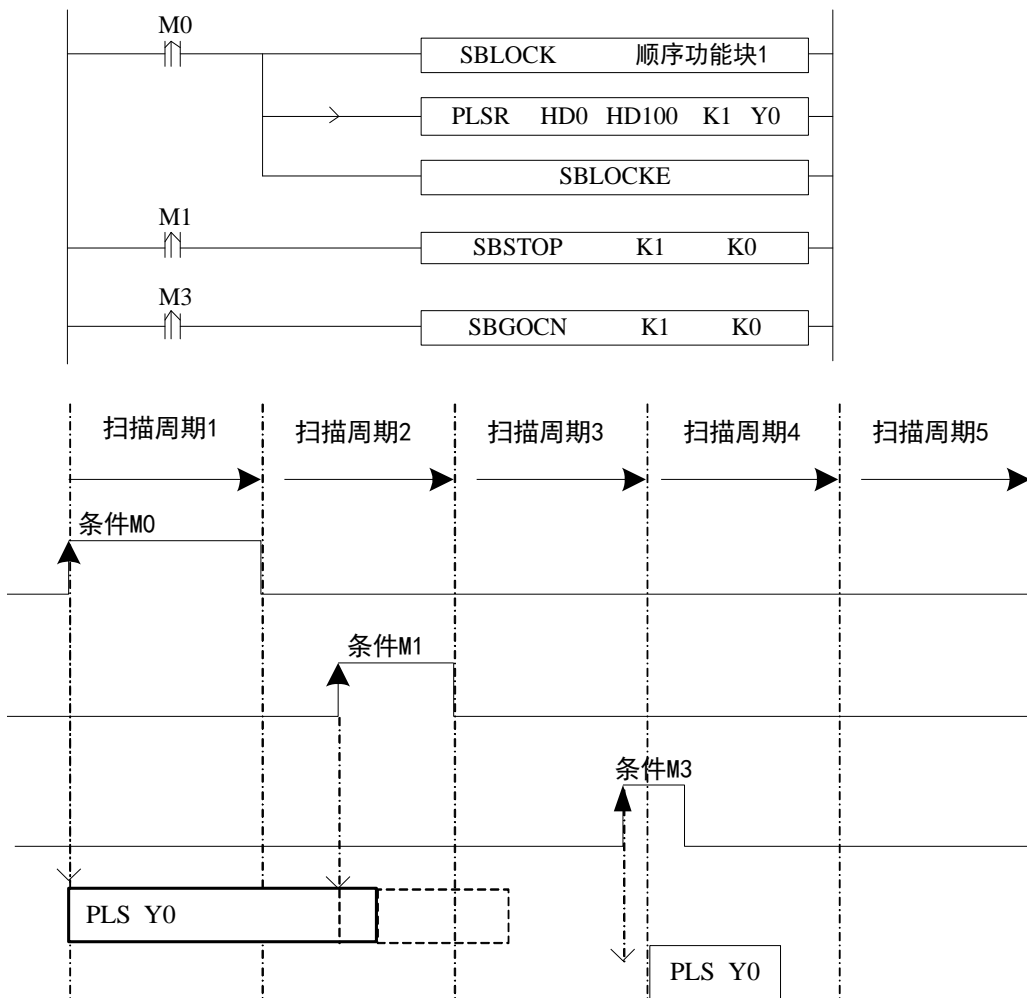 M0
SBLOCK 顺序功能块1
PLSR HD0 HD100 K1 Y0
SBLOCKE
M1
SBSTOP K1 K0
M3
SBGOCN K1 K0
扫描周期1 扫描周期2 扫描周期3 扫描周期4 扫描周期5
条件M0
条件M1
条件M3
PLS Y0
PLS Y0